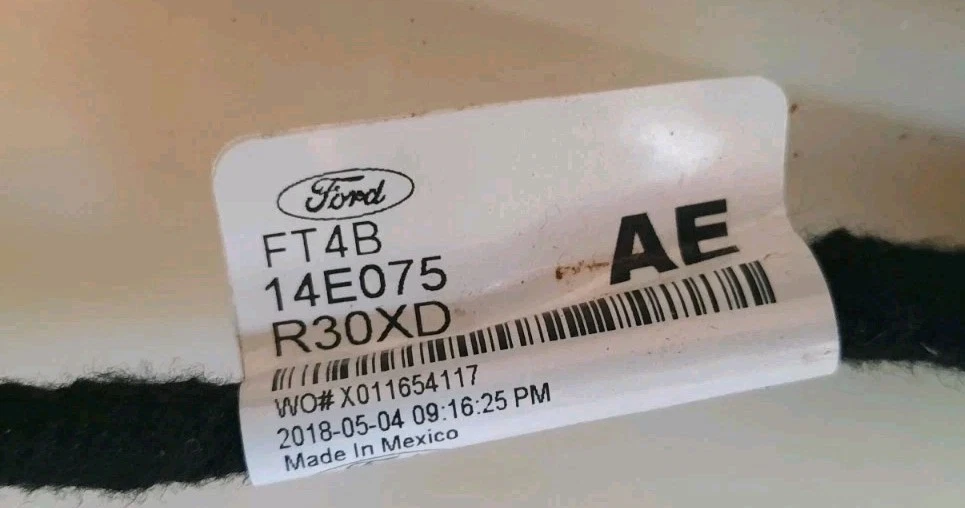 Ford
FT4B
14E075
R30XD
AE
WO# X011654117
2018-05-04 09:16:25 PM
Made In Mexico